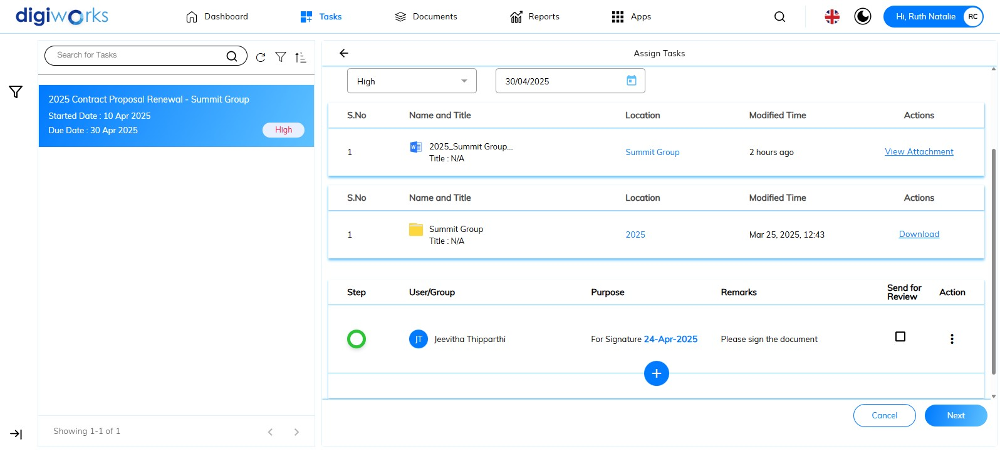 digiworks
Dashboard
Tasks
Documents
Reports
Apps
Hi, Ruth Natalie
RC
Search for Tasks
2025 Contract Proposal Renewal - Summit Group
Started Date : 10 Apr 2025
Due Date : 30 Apr 2025
High
Showing 1-1 of 1
Assign Tasks
High
30/04/2025
S.No Name and Title Location Modified Time Actions
1 2025_Summit Group... Summit Group 2 hours ago View Attachment
Title : N/A
S.No Name and Title Location Modified Time Actions
1 Summit Group 2025 Mar 25, 2025, 12:43 Download
Title : N/A
Step User/Group Purpose Remarks Send for Review Action
JT Jeevitha Thipparthi For Signature 24-Apr-2025 Please sign the document
Cancel
Next